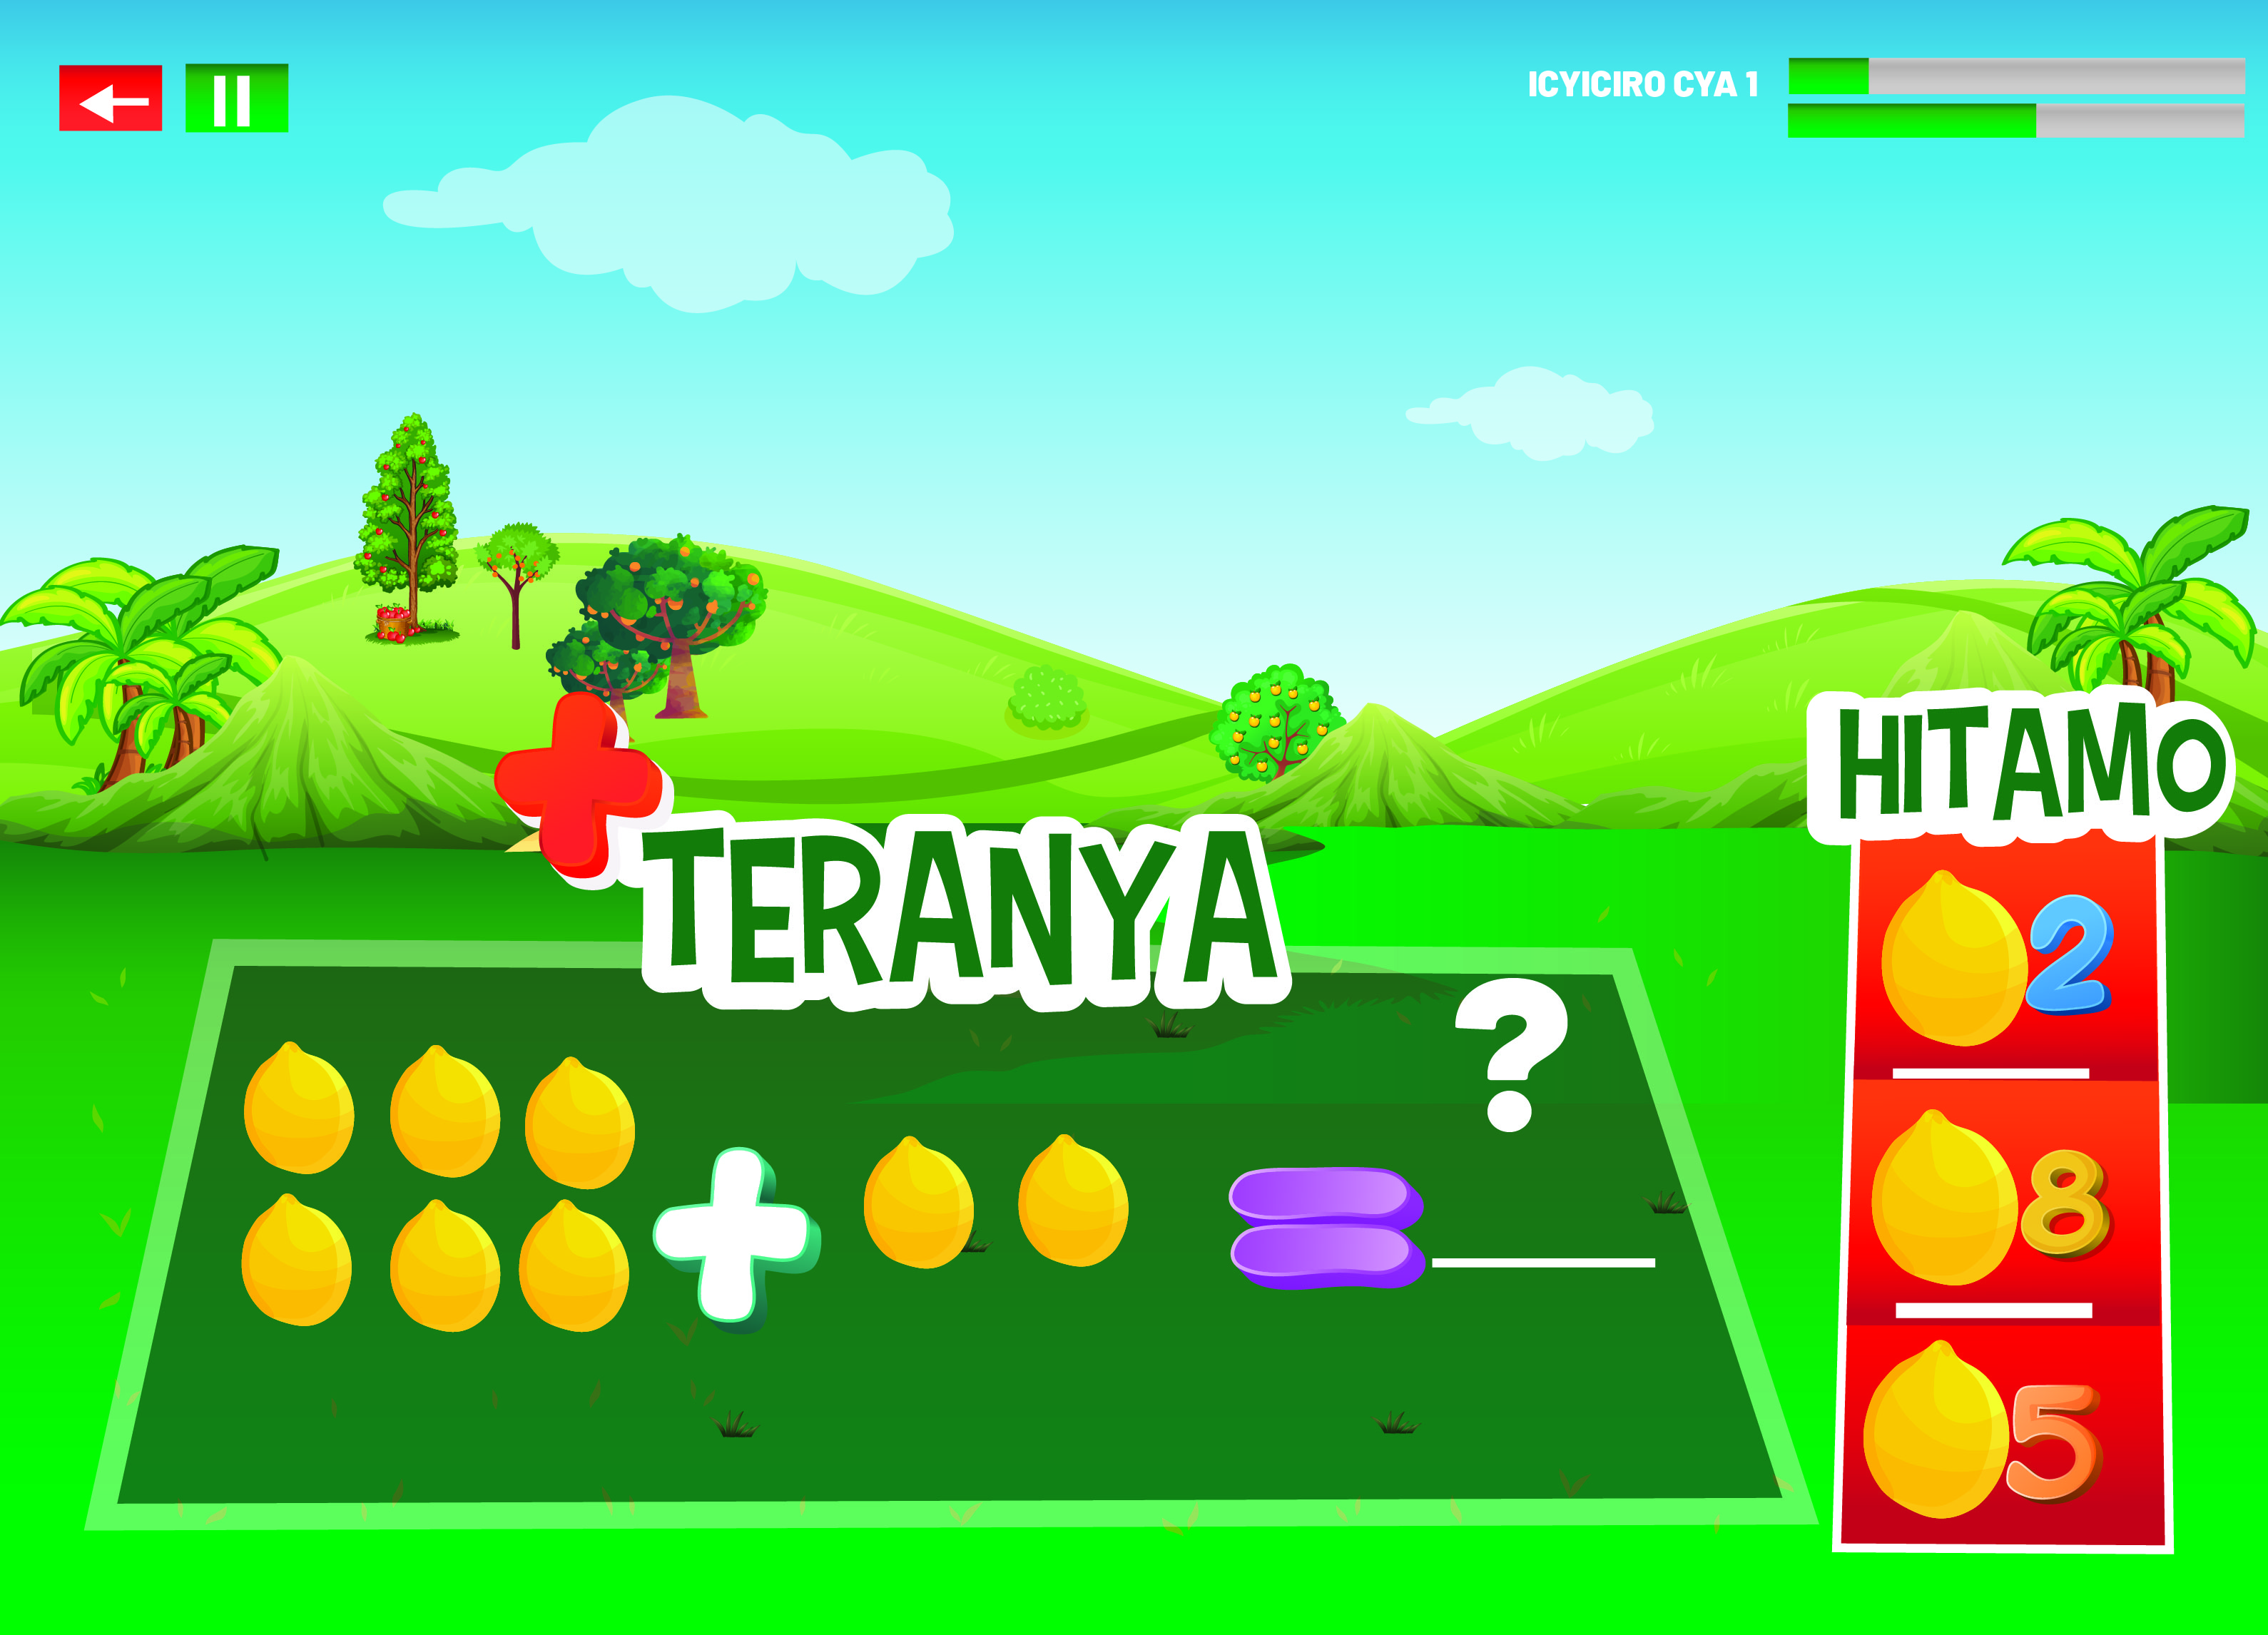 ICYICIRO CYA 1
HITAMO
+ TERANYA
2
?
+ =
8
5